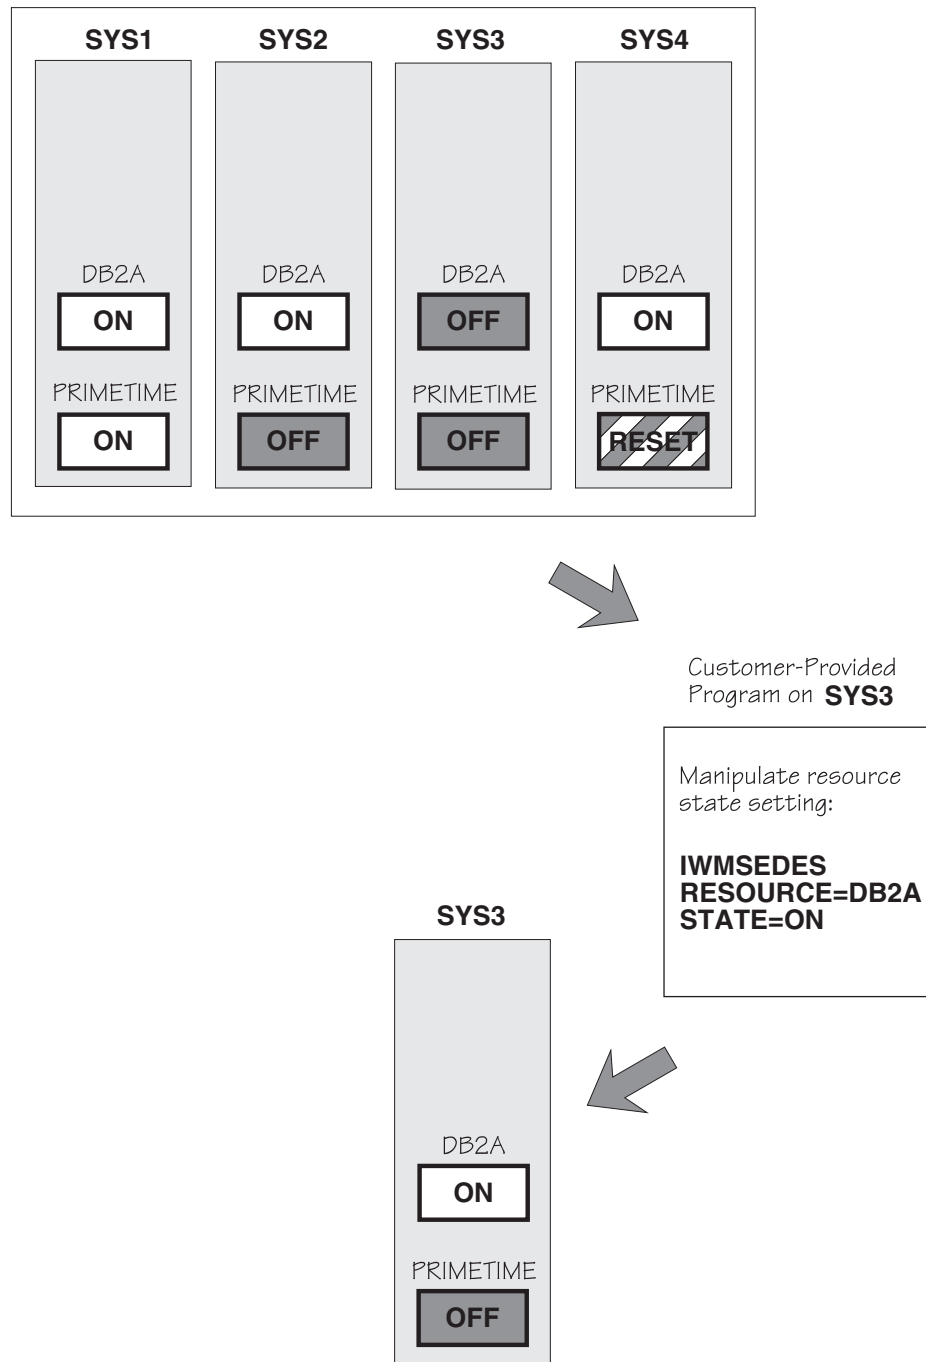 SYS1 SYS2 SYS3 SYS4
DB2A DB2A DB2A DB2A
ON ON OFF ON
PRIMETIME PRIMETIME PRIMETIME PRIMETIME
ON OFF OFF RESET
Customer-Provided
Program on SYS3
Manipulate resource
state setting:
IWMSEDES
RESOURCE=DB2A
STATE=ON
SYS3
DB2A
ON
PRIMETIME
OFF